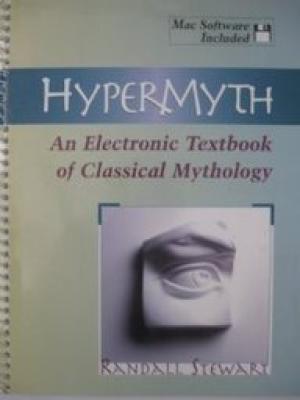 Mac Software
Included
HYPERMYTH
An Electronic Textbook
of Classical Mythology
RANDALL STEWART